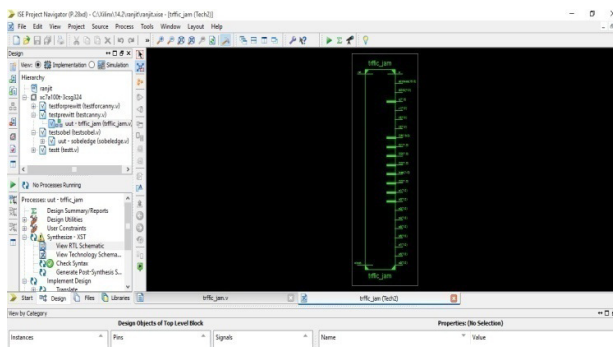 ISE Project Navigator (P.28xd) - C:\Xilinx\14.2\ranjit\ranjit.xise - [trffic_jam (Tech2)]
File Edit View Project Source Process Tools Window Layout Help
Design
View: Implementation Simulation
Hierarchy
ranjit
xc7a100t-3csg324
testforprewitt (testforcanny.v)
testprewitt (testcanny.v)
uut - trffic_jam (trffic_jam.v)
testsobel (testsobel.v)
uut - sobeledge (sobeledge.v)
testt (testt.v)
No Processes Running
Processes: uut - trffic_jam
Design Summary/Reports
Design Utilities
User Constraints
Synthesize - XST
View RTL Schematic
View Technology Schema...
Check Syntax
Generate Post-Synthesis S...
Implement Design
Translate
trffic_jam
trffic_jam
Start Design Files Libraries
trffic_jam.v
trffic_jam (Tech2)
View by Category
Design Objects of Top Level Block
Properties: (No Selection)
Instances Pins Signals Name Value